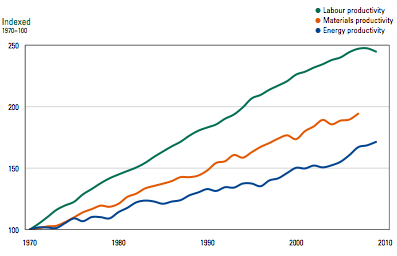 Labour productivity
Materials productivity
Energy productivity
Indexed
1970=100
250
200
150
100
1970
1980
1990
2000
2010